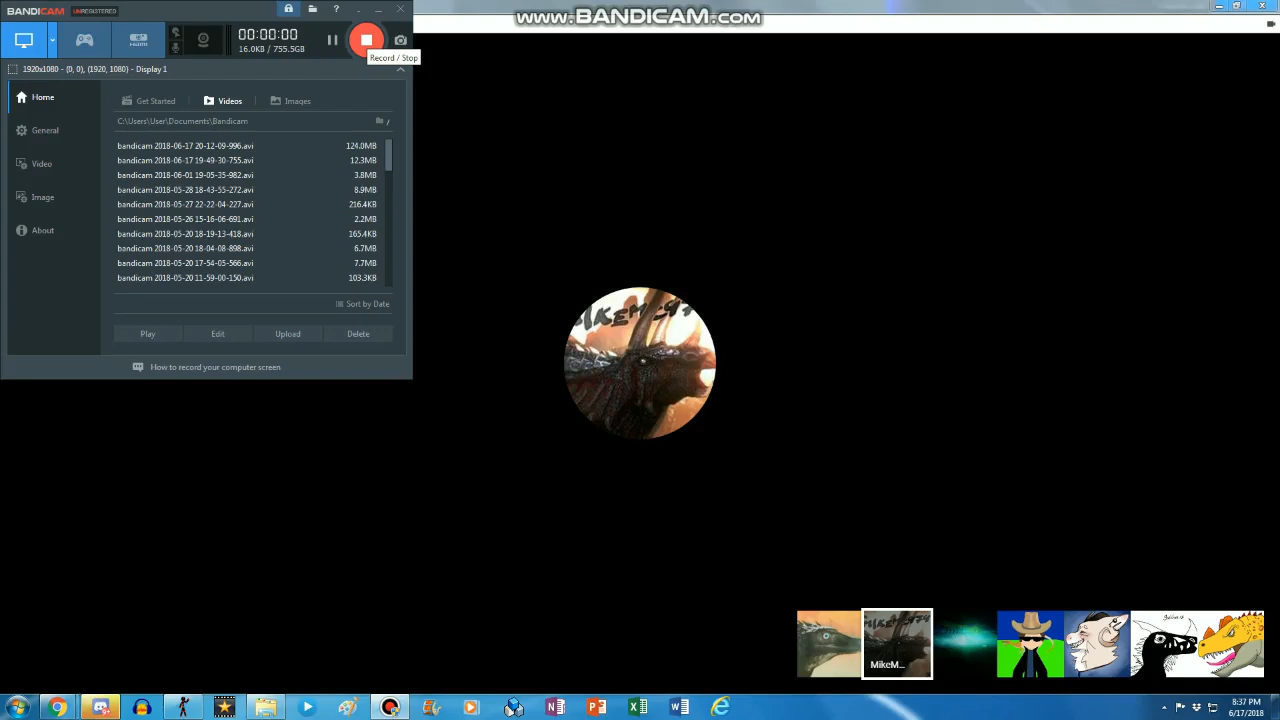 BANDICAM UNREGISTERED
www.BANDICAM.com
HDMI
00:00:00
16.0KB / 755.5GB
Record / Stop
1920x1080 - (0, 0), (1920, 1080) - Display 1
Home
General
Video
Image
About
Get Started
Videos
Images
C:\Users\User\Documents\Bandicam
bandicam 2018-06-17 20-12-09-996.avi 124.0MB
bandicam 2018-06-17 19-49-30-755.avi 12.3MB
bandicam 2018-06-01 19-05-35-982.avi 3.8MB
bandicam 2018-05-28 18-43-55-272.avi 8.9MB
bandicam 2018-05-27 22-22-04-227.avi 216.4KB
bandicam 2018-05-26 15-16-06-691.avi 2.2MB
bandicam 2018-05-20 18-19-13-418.avi 165.4KB
bandicam 2018-05-20 18-04-08-898.avi 6.7MB
bandicam 2018-05-20 17-54-05-566.avi 7.7MB
bandicam 2018-05-20 11-59-00-150.avi 103.3KB
Sort by Date
Play Edit Upload Delete
How to record your computer screen
MikeM...
8:37 PM
6/17/2018